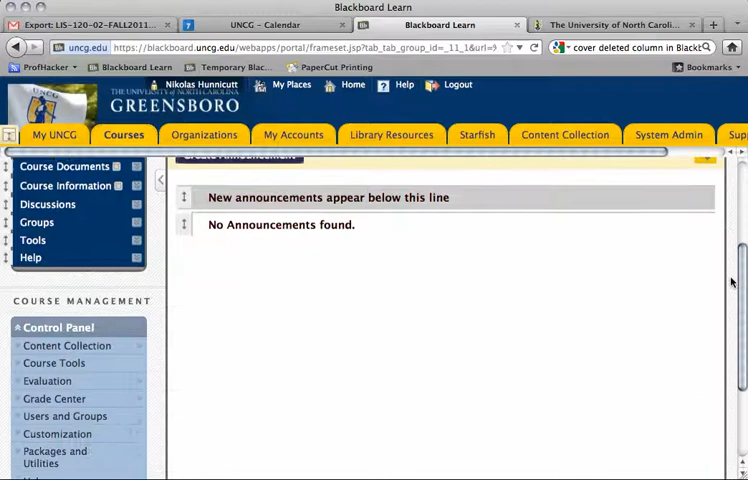 Blackboard Learn
Export: LIS-120-02-FALL2011...
UNCG - Calendar
Blackboard Learn
The University of North Caroli...
uncg.edu
https://blackboard.uncg.edu/webapps/portal/frameset.jsp?tab_tab_group_id=_11_1&url=
cover deleted column in Blackb
ProfHacker
Blackboard Learn
Temporary Blac...
PaperCut Printing
Bookmarks
Nikolas Hunnicutt
My Places
Home
Help
Logout
THE UNIVERSITY OF NORTH CAROLINA
GREENSBORO
My UNCG
Courses
Organizations
My Accounts
Library Resources
Starfish
Content Collection
System Admin
Sup
Create Announcement
Course Documents
Course Information
Discussions
Groups
Tools
Help
New announcements appear below this line
No Announcements found.
COURSE MANAGEMENT
Control Panel
Content Collection
Course Tools
Evaluation
Grade Center
Users and Groups
Customization
Packages and
Utilities